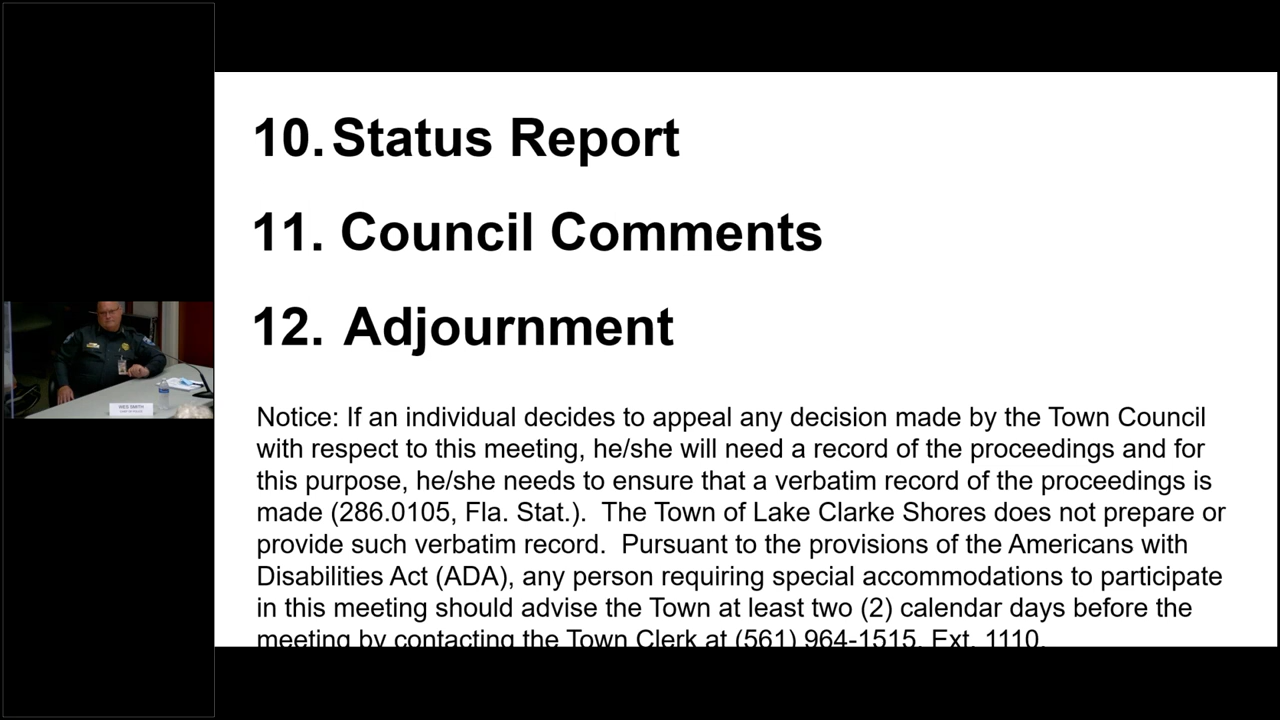 10. Status Report
11. Council Comments
12. Adjournment
Notice: If an individual decides to appeal any decision made by the Town Council
with respect to this meeting, he/she will need a record of the proceedings and for
this purpose, he/she needs to ensure that a verbatim record of the proceedings is
made (286.0105, Fla. Stat.). The Town of Lake Clarke Shores does not prepare or
provide such verbatim record. Pursuant to the provisions of the Americans with
Disabilities Act (ADA), any person requiring special accommodations to participate
in this meeting should advise the Town at least two (2) calendar days before the
meeting by contacting the Town Clerk at (561) 964-1515, Ext. 1110.
WES SMITH